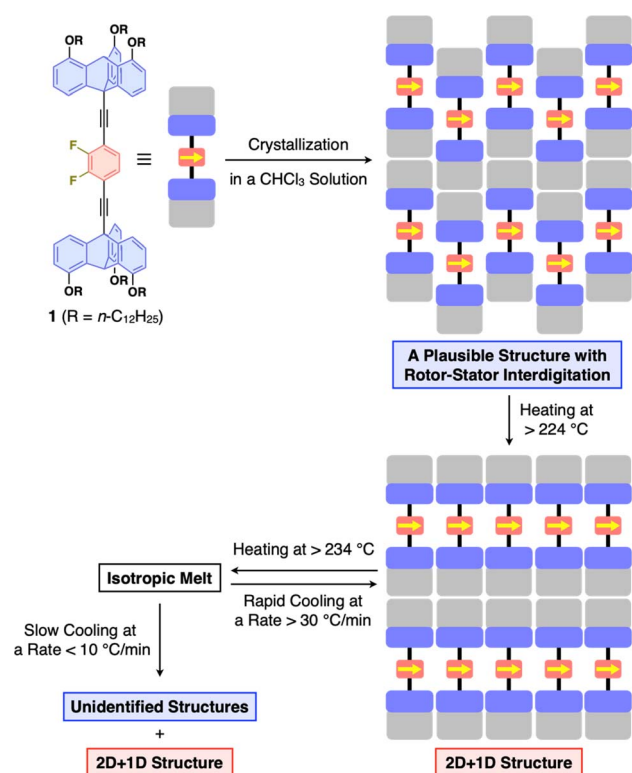 OR
OR
OR
F
F
≡
OR
OR
OR
1 (R = n-C₁₂H₂₅)
Crystallization
in a CHCl₃ Solution
A Plausible Structure with
Rotor-Stator Interdigitation
Heating at
> 224 °C
Heating at > 234 °C
Isotropic Melt
Rapid Cooling at
a Rate > 30 °C/min
Slow Cooling at
a Rate < 10 °C/min
Unidentified Structures
+
2D+1D Structure
2D+1D Structure